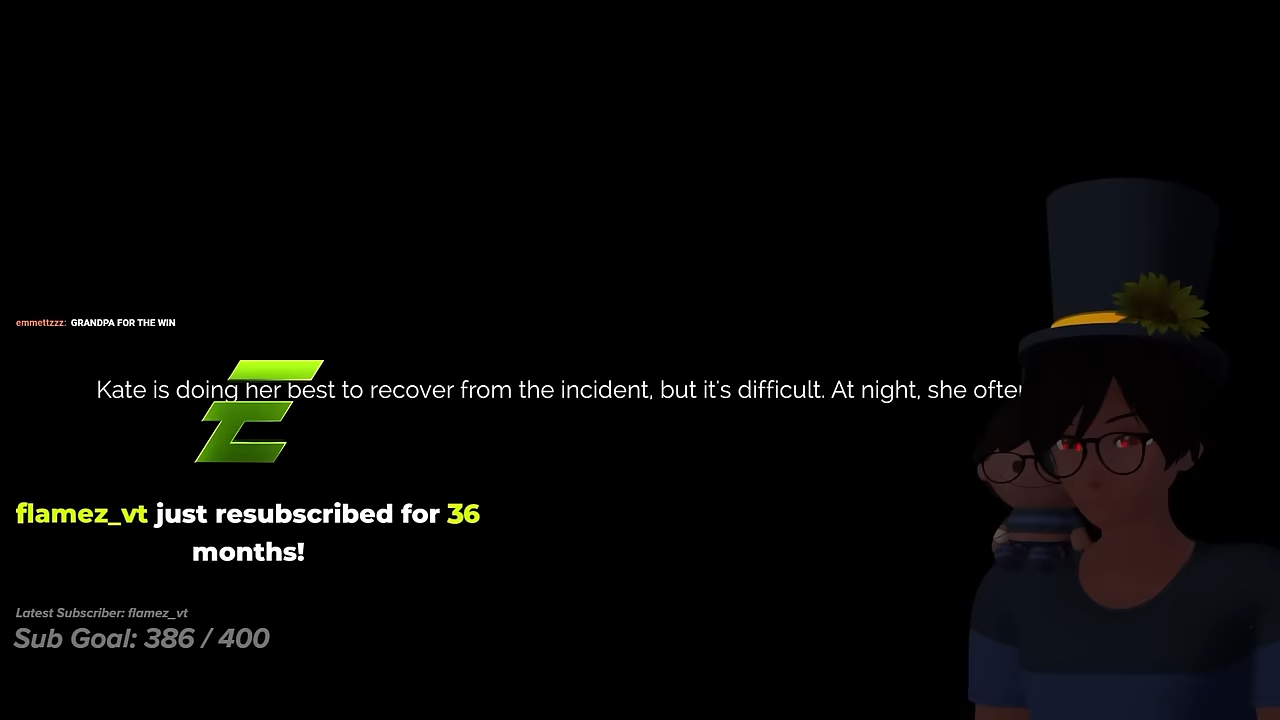 emmettzzz: GRANDPA FOR THE WIN
Kate is doing her best to recover from the incident, but it's difficult. At night, she often
flamez_vt just resubscribed for 36
months!
Latest Subscriber: flamez_vt
Sub Goal: 386 / 400